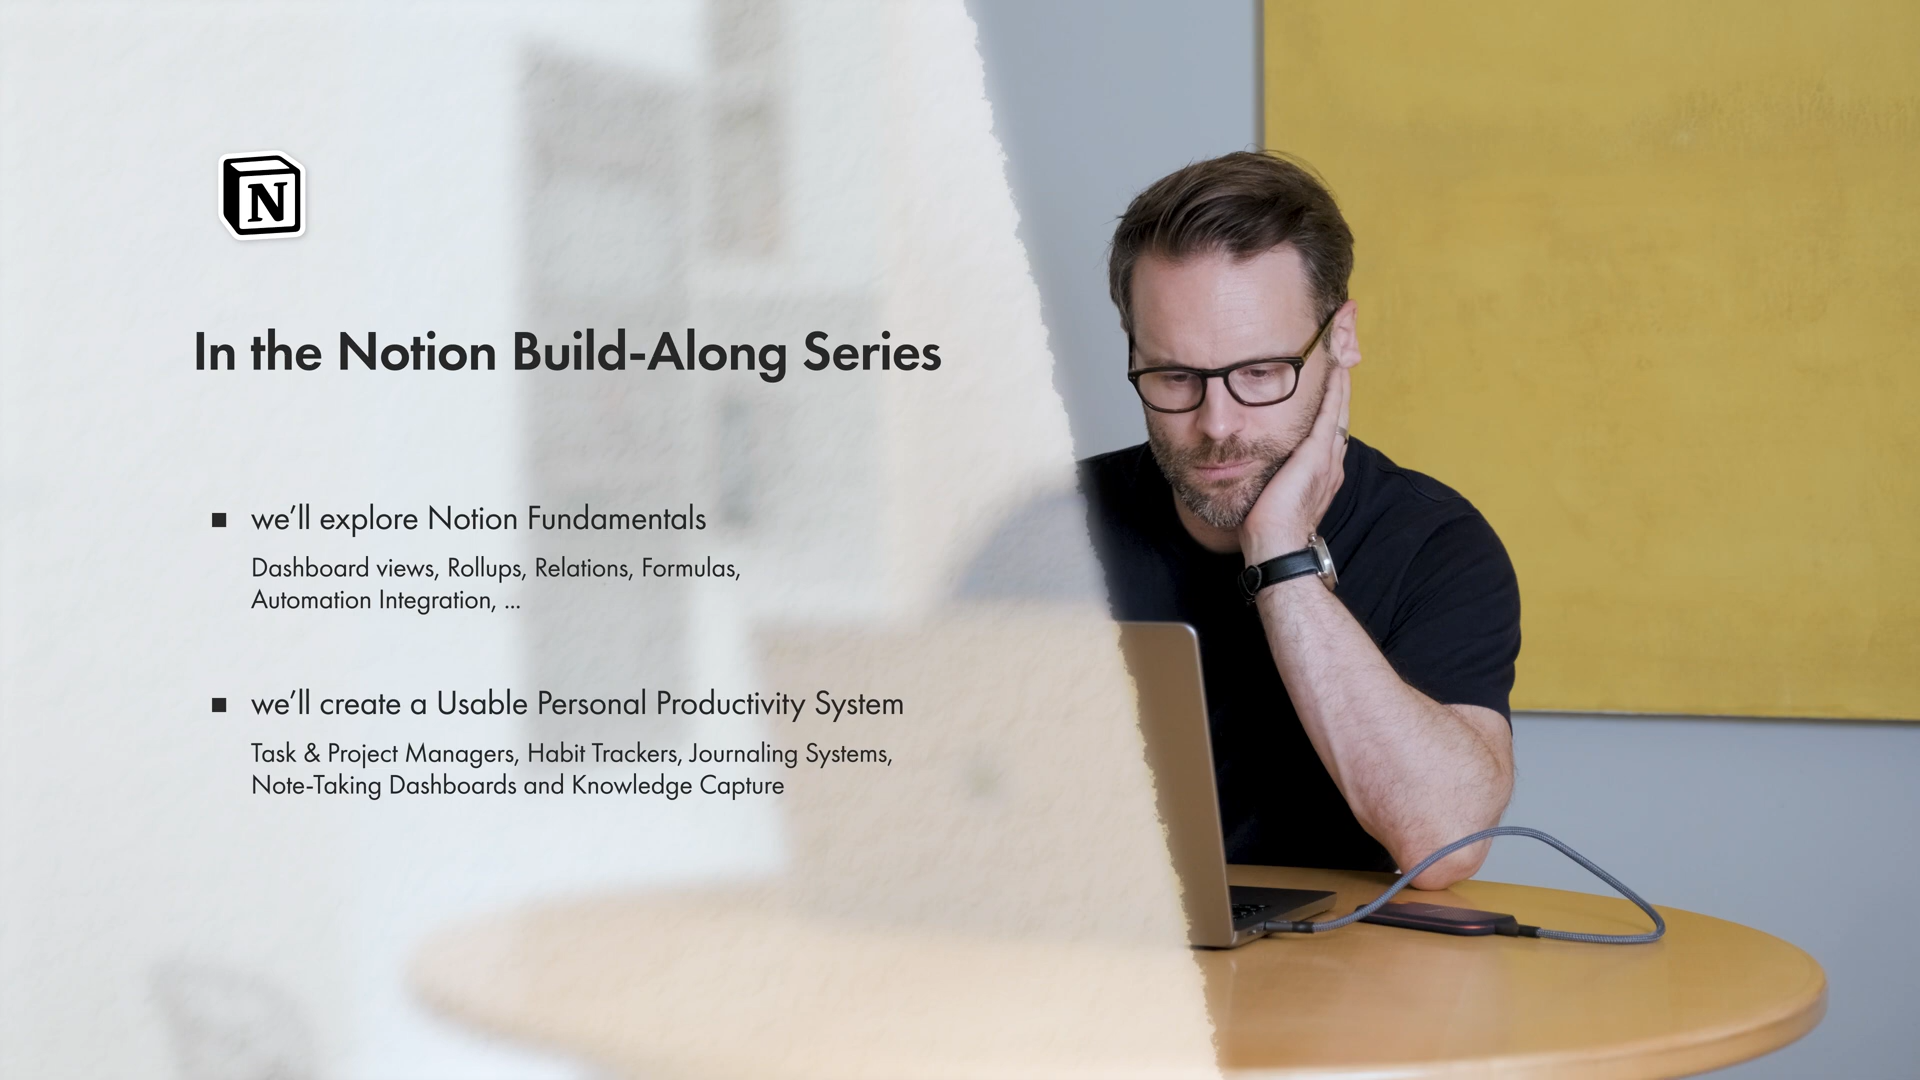 N
In the Notion Build-Along Series
■ we’ll explore Notion Fundamentals
Dashboard views, Rollups, Relations, Formulas,
Automation Integration, ...
■ we’ll create a Usable Personal Productivity System
Task & Project Managers, Habit Trackers, Journaling Systems,
Note-Taking Dashboards and Knowledge Capture